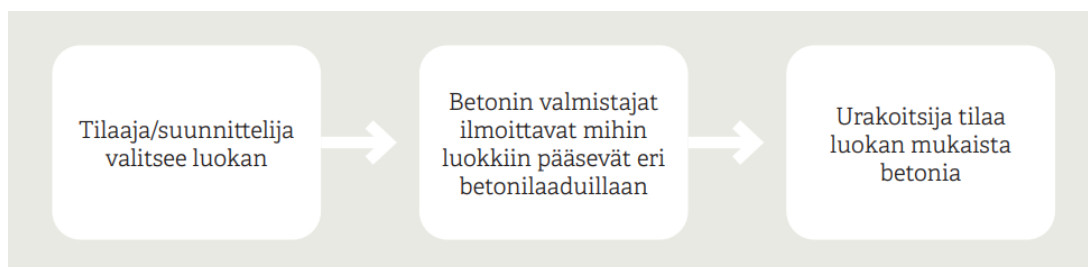 Tilaaja/suunnittelija
valitsee luokan
Betonin valmistajat
ilmoittavat mihin
luokkiin pääsevät eri
betonilaaduillaan
Urakoitsija tilaa
luokan mukaista
betonia